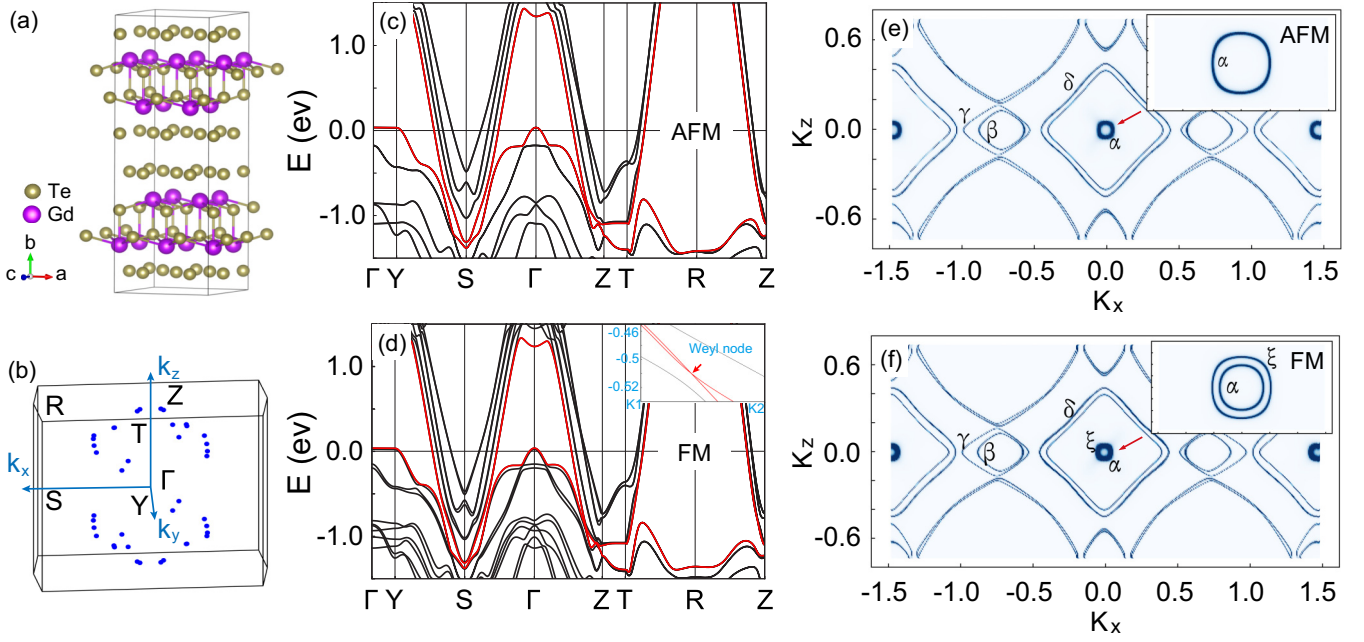 (a)
Te
Gd
b
c
a
(b)
k_z
R
Z
T
k_x
Γ
S
Y
k_y
(c)
E (ev)
1.0
0.0
-1.0
AFM
Γ Y S Γ Z T R Z
(d)
E (ev)
1.0
0.0
-1.0
-0.46
-0.5
-0.52
Weyl node
K1 K2
FM
Γ Y S Γ Z T R Z
(e)
K_z
0.6
0.0
-0.6
AFM
α
δ
γ
β
α
-1.5 -1.0 -0.5 0.0 0.5 1.0 1.5
K_x
(f)
K_z
0.6
0.0
-0.6
FM
ξ
α
δ
γ
β
ξ
α
-1.5 -1.0 -0.5 0.0 0.5 1.0 1.5
K_x